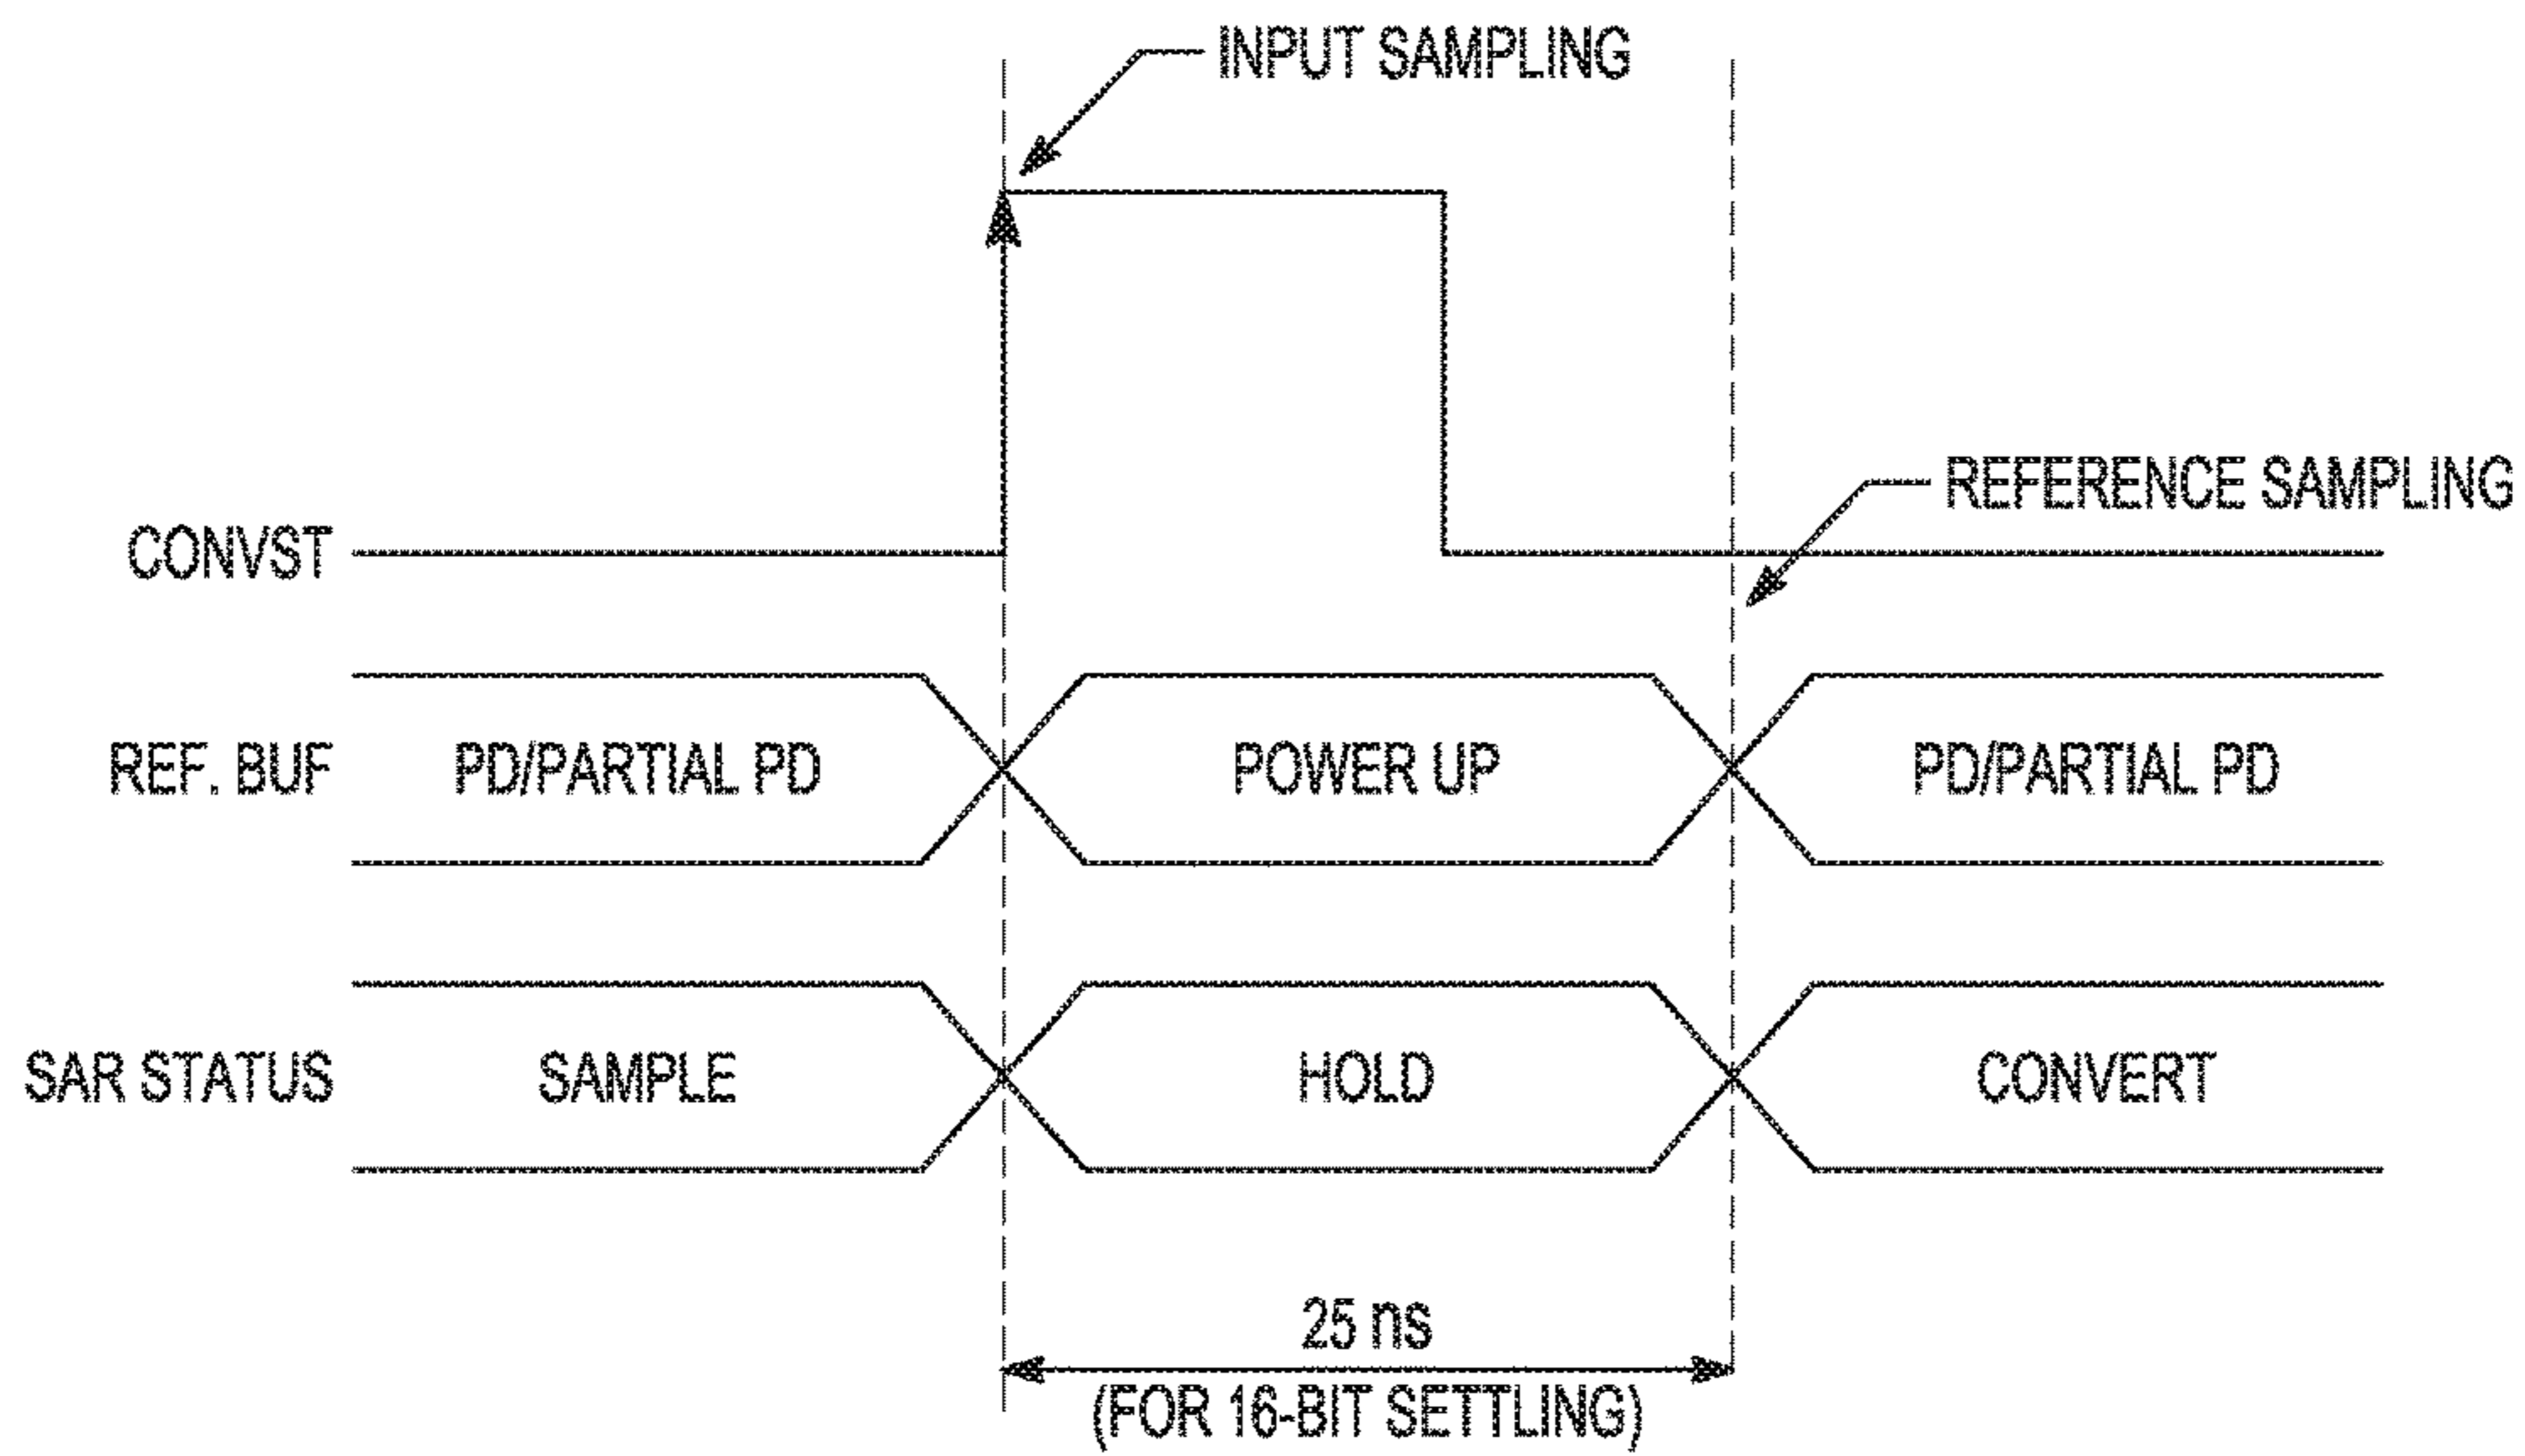 INPUT SAMPLING
REFERENCE SAMPLING
CONVST
REF. BUF PD/PARTIAL PD POWER UP PD/PARTIAL PD
SAR STATUS SAMPLE HOLD CONVERT
25 ns
(FOR 16-BIT SETTLING)